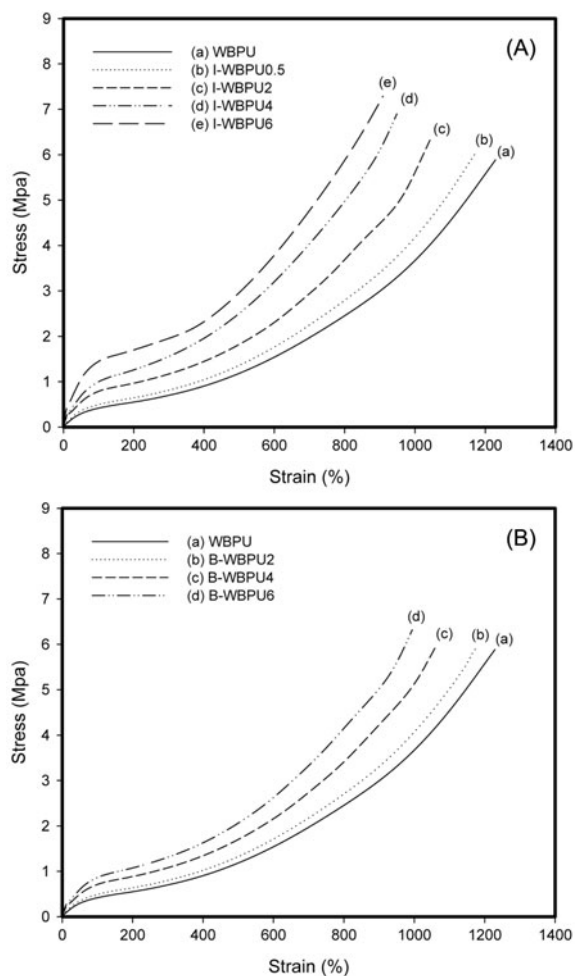 (A)
(a) WBPU
(b) I-WBPU0.5
(c) I-WBPU2
(d) I-WBPU4
(e) I-WBPU6
(e)
(d)
(c)
(b)
(a)
9
8
7
6
5
4
3
2
1
0
Stress (Mpa)
0 200 400 600 800 1000 1200 1400
Strain (%)
(B)
(a) WBPU
(b) B-WBPU2
(c) B-WBPU4
(d) B-WBPU6
(d)
(c)
(b)
(a)
9
8
7
6
5
4
3
2
1
0
Stress (Mpa)
0 200 400 600 800 1000 1200 1400
Strain (%)